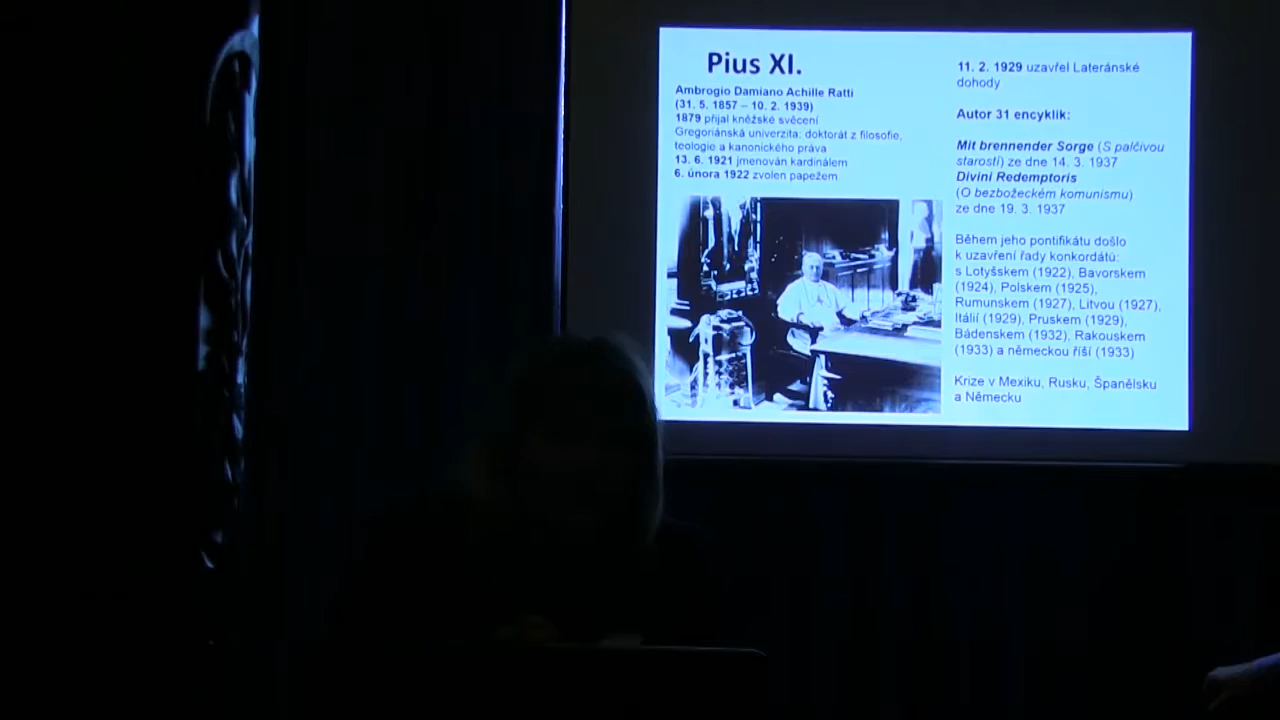 Pius XI.
Ambrogio Damiano Achille Ratti
(31. 5. 1857 – 10. 2. 1939)
1879 přijal kněžské svěcení
Gregoriánská univerzita: doktorát z filosofie,
teologie a kanonického práva
13. 6. 1921 jmenován kardinálem
6. února 1922 zvolen papežem
11. 2. 1929 uzavřel Lateránské
dohody
Autor 31 encyklik:
Mit brennender Sorge (S palčivou
starostí) ze dne 14. 3. 1937
Divini Redemptoris
(O bezbožeckém komunismu)
ze dne 19. 3. 1937
Během jeho pontifikátu došlo
k uzavření řady konkordátů:
s Lotyšskem (1922), Bavorskem
(1924), Polskem (1925),
Rumunskem (1927), Litvou (1927),
Itálií (1929), Pruskem (1929),
Bádenskem (1932), Rakouskem
(1933) a německou říší (1933)
Krize v Mexiku, Rusku, Španělsku
a Německu